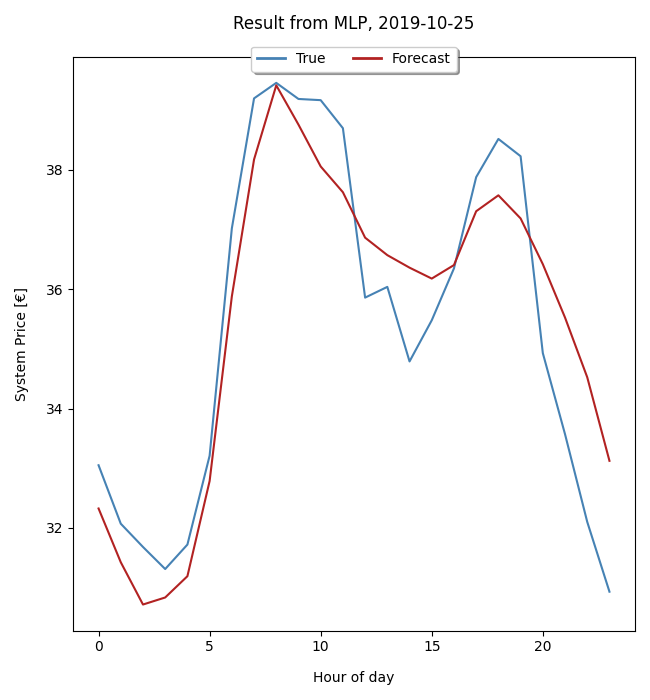 Result from MLP, 2019-10-25
True Forecast
38
36
34
32
System Price [€]
0 5 10 15 20
Hour of day